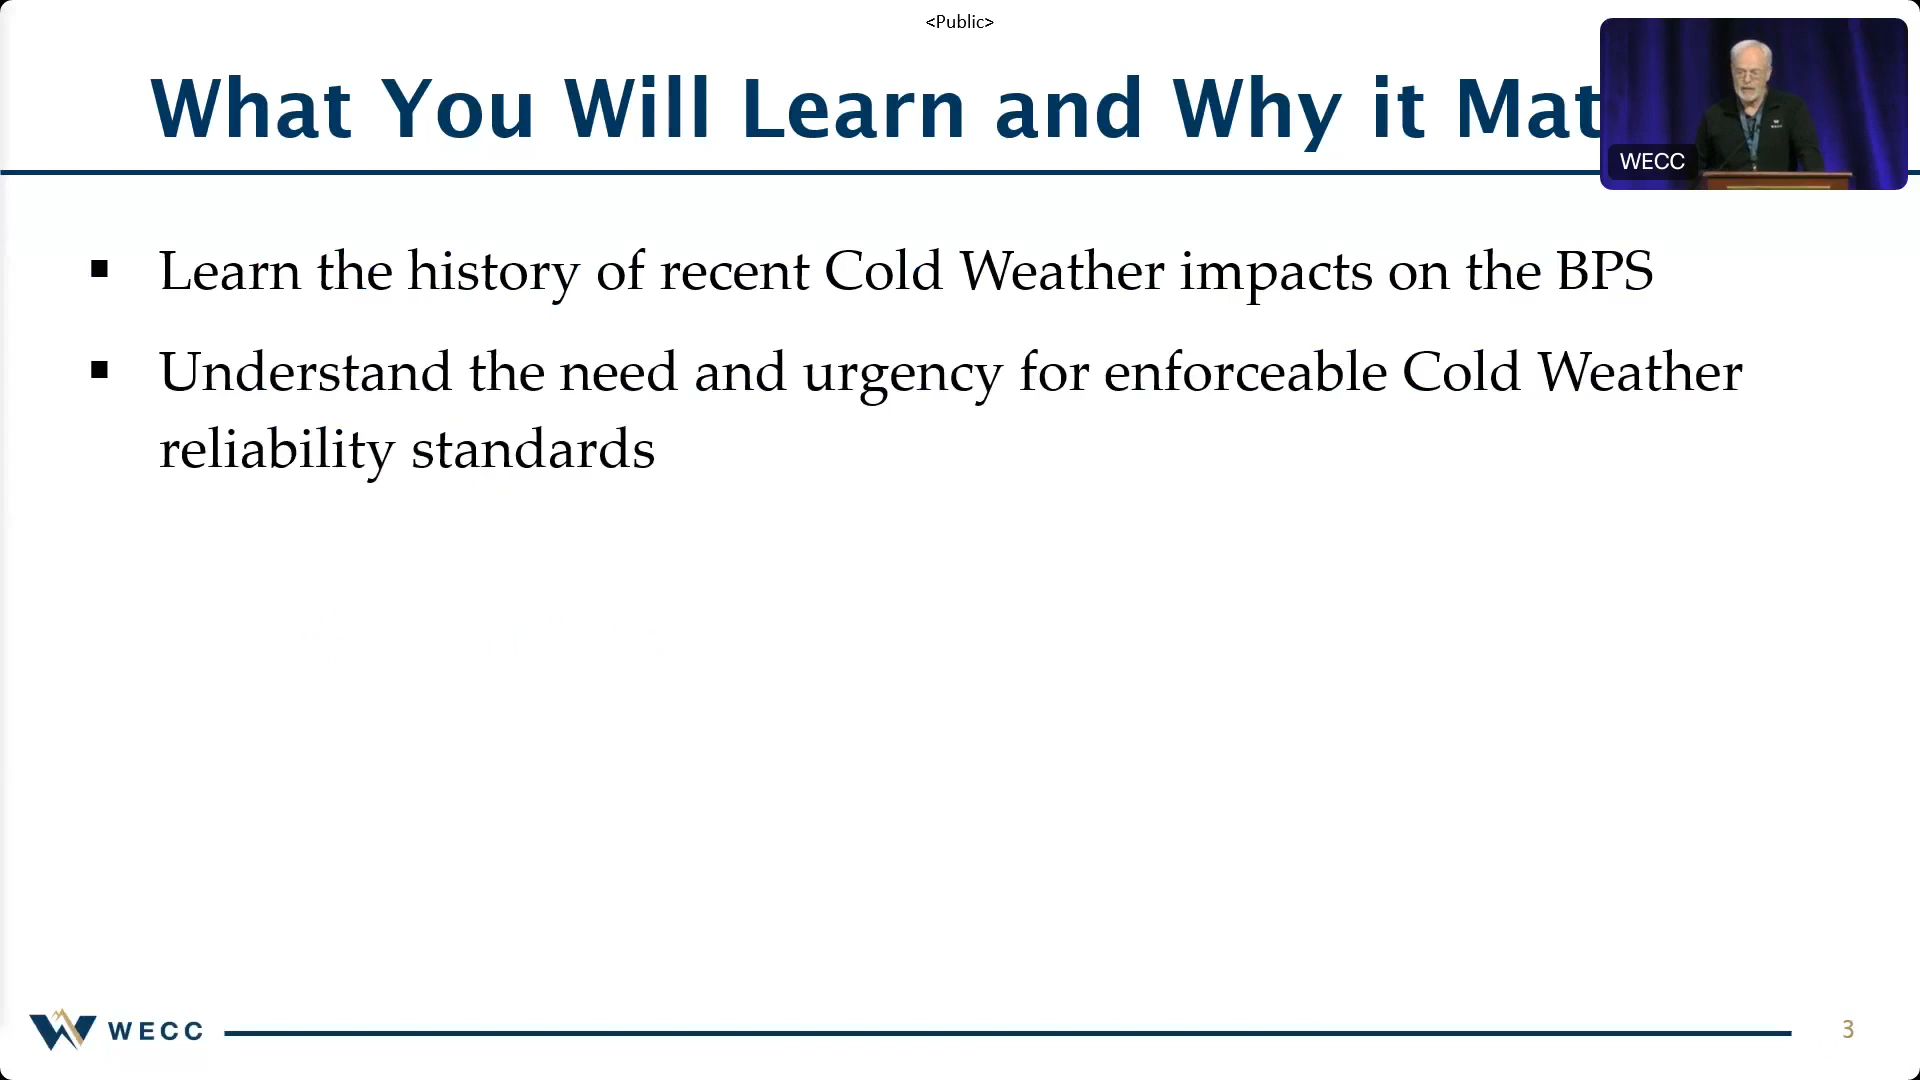 <Public>
What You Will Learn and Why it Mat
WECC
▪ Learn the history of recent Cold Weather impacts on the BPS
▪ Understand the need and urgency for enforceable Cold Weather
reliability standards
WECC
3